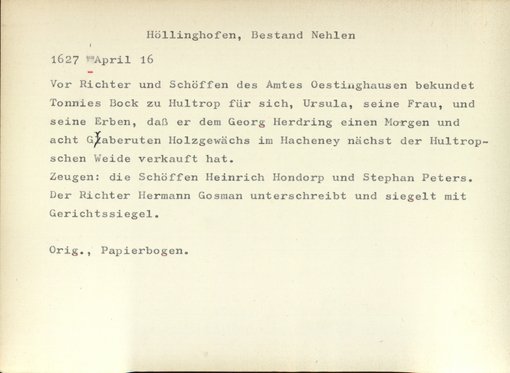 Höllinghofen, Bestand Nehlen
1627 April 16
Vor Richter und Schöffen des Amtes Oestinghausen bekundet
Tonnies Bock zu Hultrop für sich, Ursula, seine Frau, und
seine Erben, daß er dem Georg Herdring einen Morgen und
acht Glaberuten Holzgewächs im Hacheney nächst der Hultrop-
schen Weide verkauft hat.
Zeugen: die Schöffen Heinrich Hondorp und Stephan Peters.
Der Richter Hermann Gosman unterschreibt und siegelt mit
Gerichtssiegel.
Orig., Papierbogen.